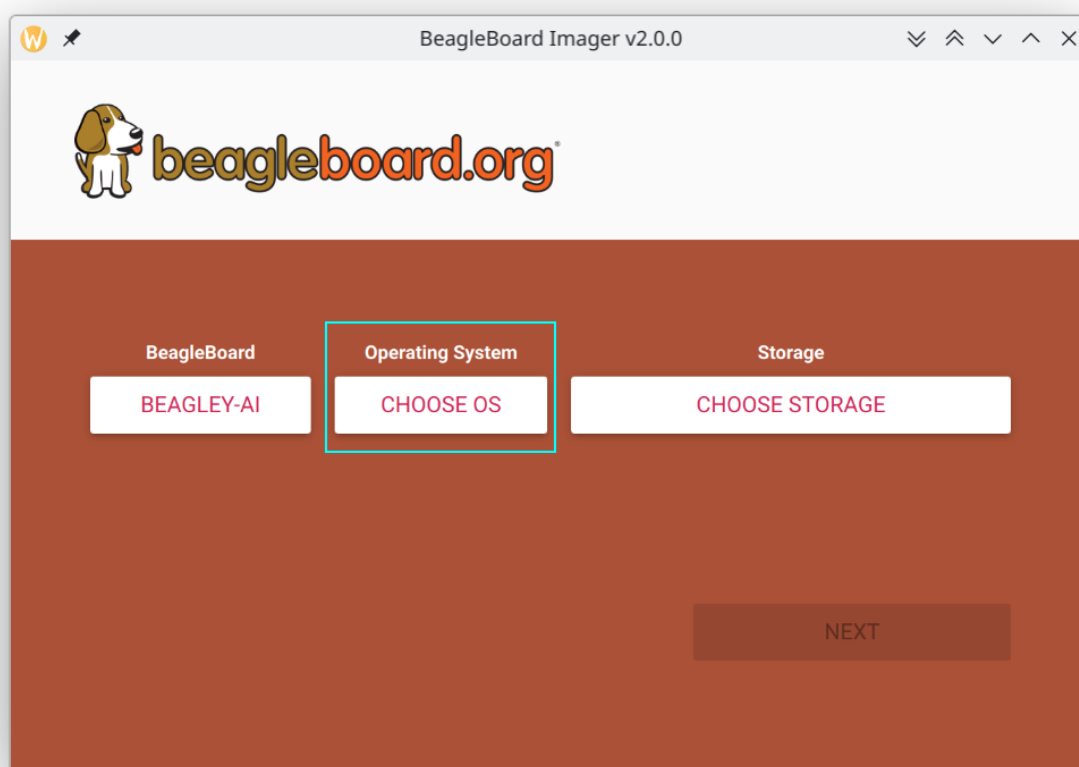 BeagleBoard Imager v2.0.0
beagleboard.org®
BeagleBoard
Operating System
Storage
BEAGLEY-AI
CHOOSE OS
CHOOSE STORAGE
NEXT